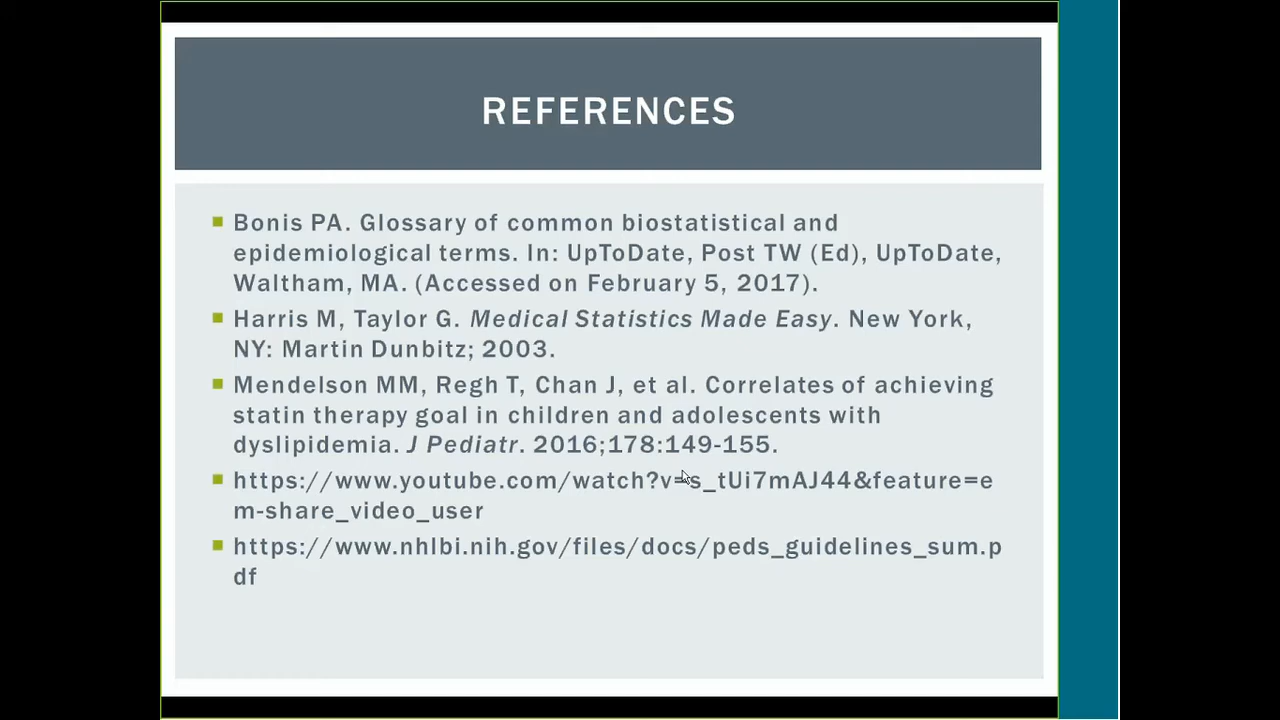 REFERENCES
Bonis PA. Glossary of common biostatistical and
epidemiological terms. In: UpToDate, Post TW (Ed), UpToDate,
Waltham, MA. (Accessed on February 5, 2017).
Harris M, Taylor G. Medical Statistics Made Easy. New York,
NY: Martin Dunbitz; 2003.
Mendelson MM, Regh T, Chan J, et al. Correlates of achieving
statin therapy goal in children and adolescents with
dyslipidemia. J Pediatr. 2016;178:149-155.
https://www.youtube.com/watch?v=s_tUi7mAJ44&feature=e
m-share_video_user
https://www.nhlbi.nih.gov/files/docs/peds_guidelines_sum.p
df